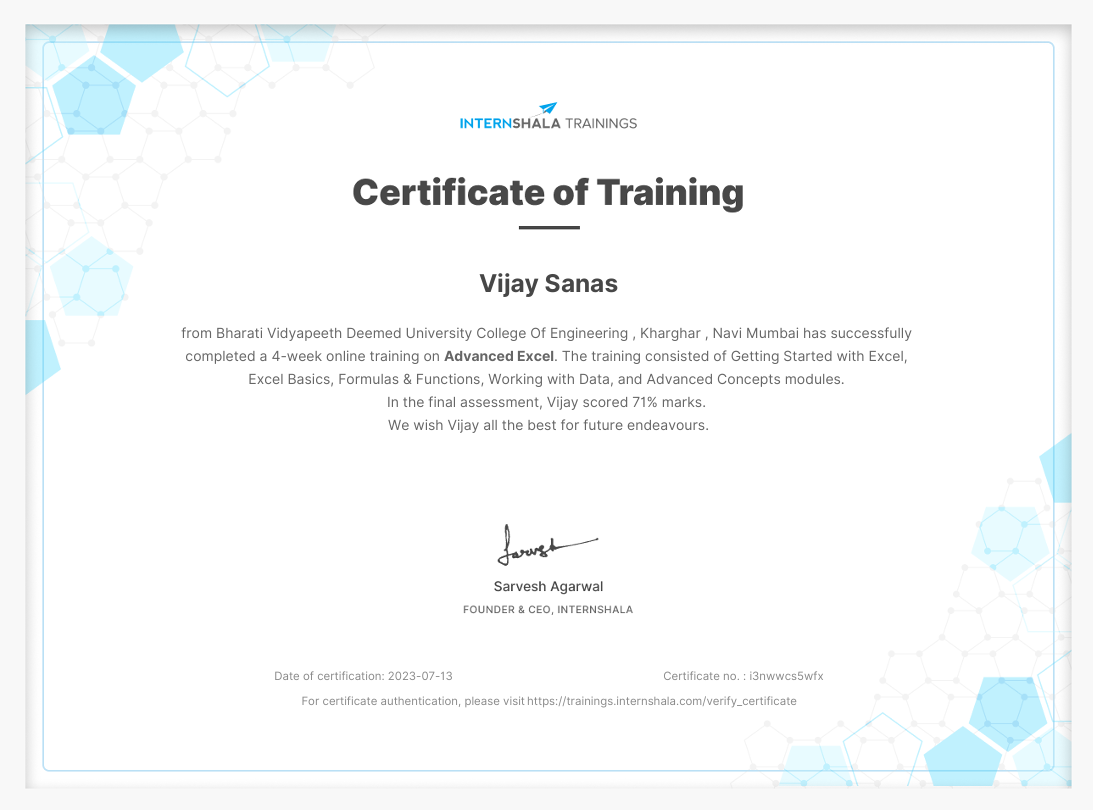 INTERNSHALA TRAININGS
Certificate of Training
Vijay Sanas
from Bharati Vidyapeeth Deemed University College Of Engineering , Kharghar , Navi Mumbai has successfully
completed a 4-week online training on Advanced Excel. The training consisted of Getting Started with Excel,
Excel Basics, Formulas & Functions, Working with Data, and Advanced Concepts modules.
In the final assessment, Vijay scored 71% marks.
We wish Vijay all the best for future endeavours.
Sarvesh
Sarvesh Agarwal
FOUNDER & CEO, INTERNSHALA
Date of certification: 2023-07-13
Certificate no. : i3nwwcs5wfx
For certificate authentication, please visit https://trainings.internshala.com/verify_certificate